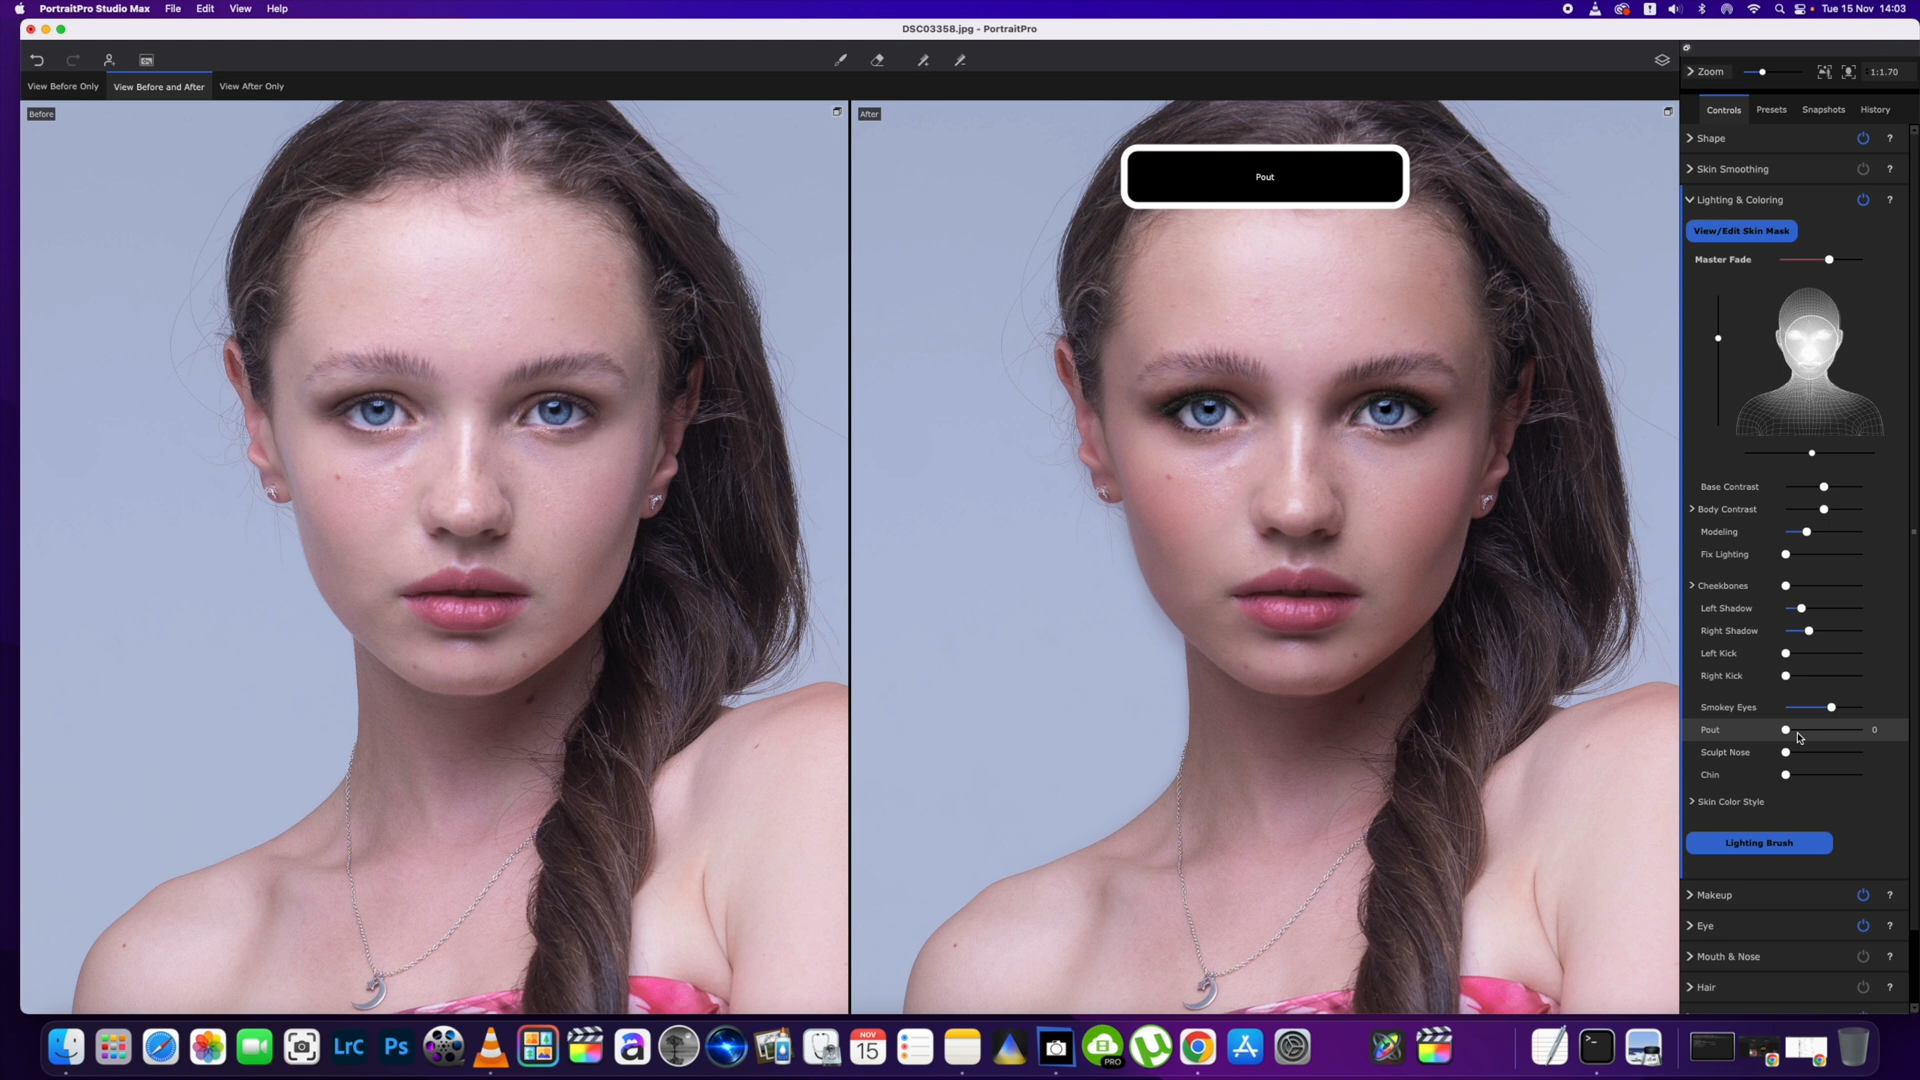 PortraitPro Studio Max File Edit View Help
Tue 15 Nov 14:03
DSC03358.jpg - PortraitPro
Zoom 1:1.70
View Before Only View Before and After View After Only
Controls Presets Snapshots History
Before
After
Shape ?
Skin Smoothing ?
Pout
Lighting & Coloring ?
View/Edit Skin Mask
Master Fade
Base Contrast
Body Contrast
Modeling
Fix Lighting
Cheekbones
Left Shadow
Right Shadow
Left Kick
Right Kick
Smokey Eyes
Pout 0
Sculpt Nose
Chin
Skin Color Style
Lighting Brush
Makeup ?
Eye ?
Mouth & Nose ?
Hair ?
LrC Ps a NOV
15
PRO